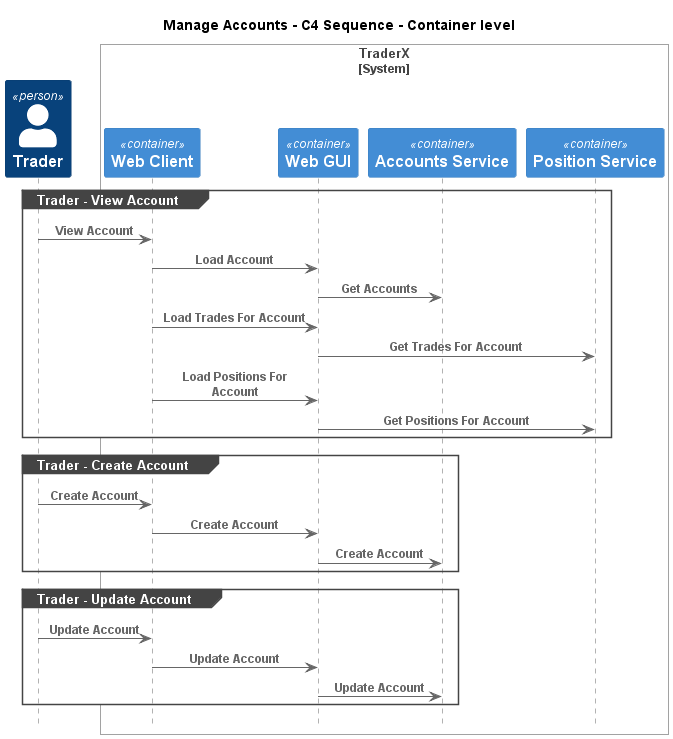 Manage Accounts - C4 Sequence - Container level
TraderX
[System]
«person»
Trader
«container»
Web Client
«container»
Web GUI
«container»
Accounts Service
«container»
Position Service
Trader - View Account
View Account
Load Account
Get Accounts
Load Trades For Account
Get Trades For Account
Load Positions For
Account
Get Positions For Account
Trader - Create Account
Create Account
Create Account
Create Account
Trader - Update Account
Update Account
Update Account
Update Account